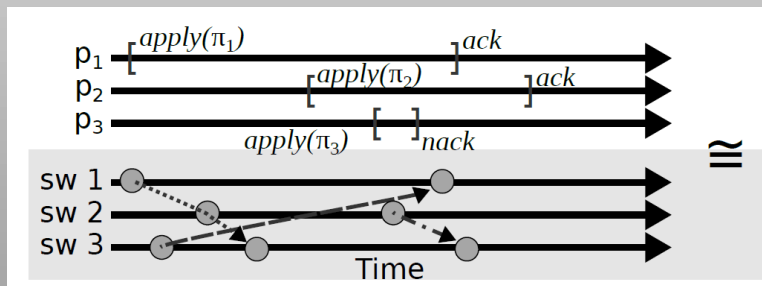 apply(π₁) ack
p₁
apply(π₂) ack
p₂
p₃
apply(π₃) nack
≅
sw 1
sw 2
sw 3
Time